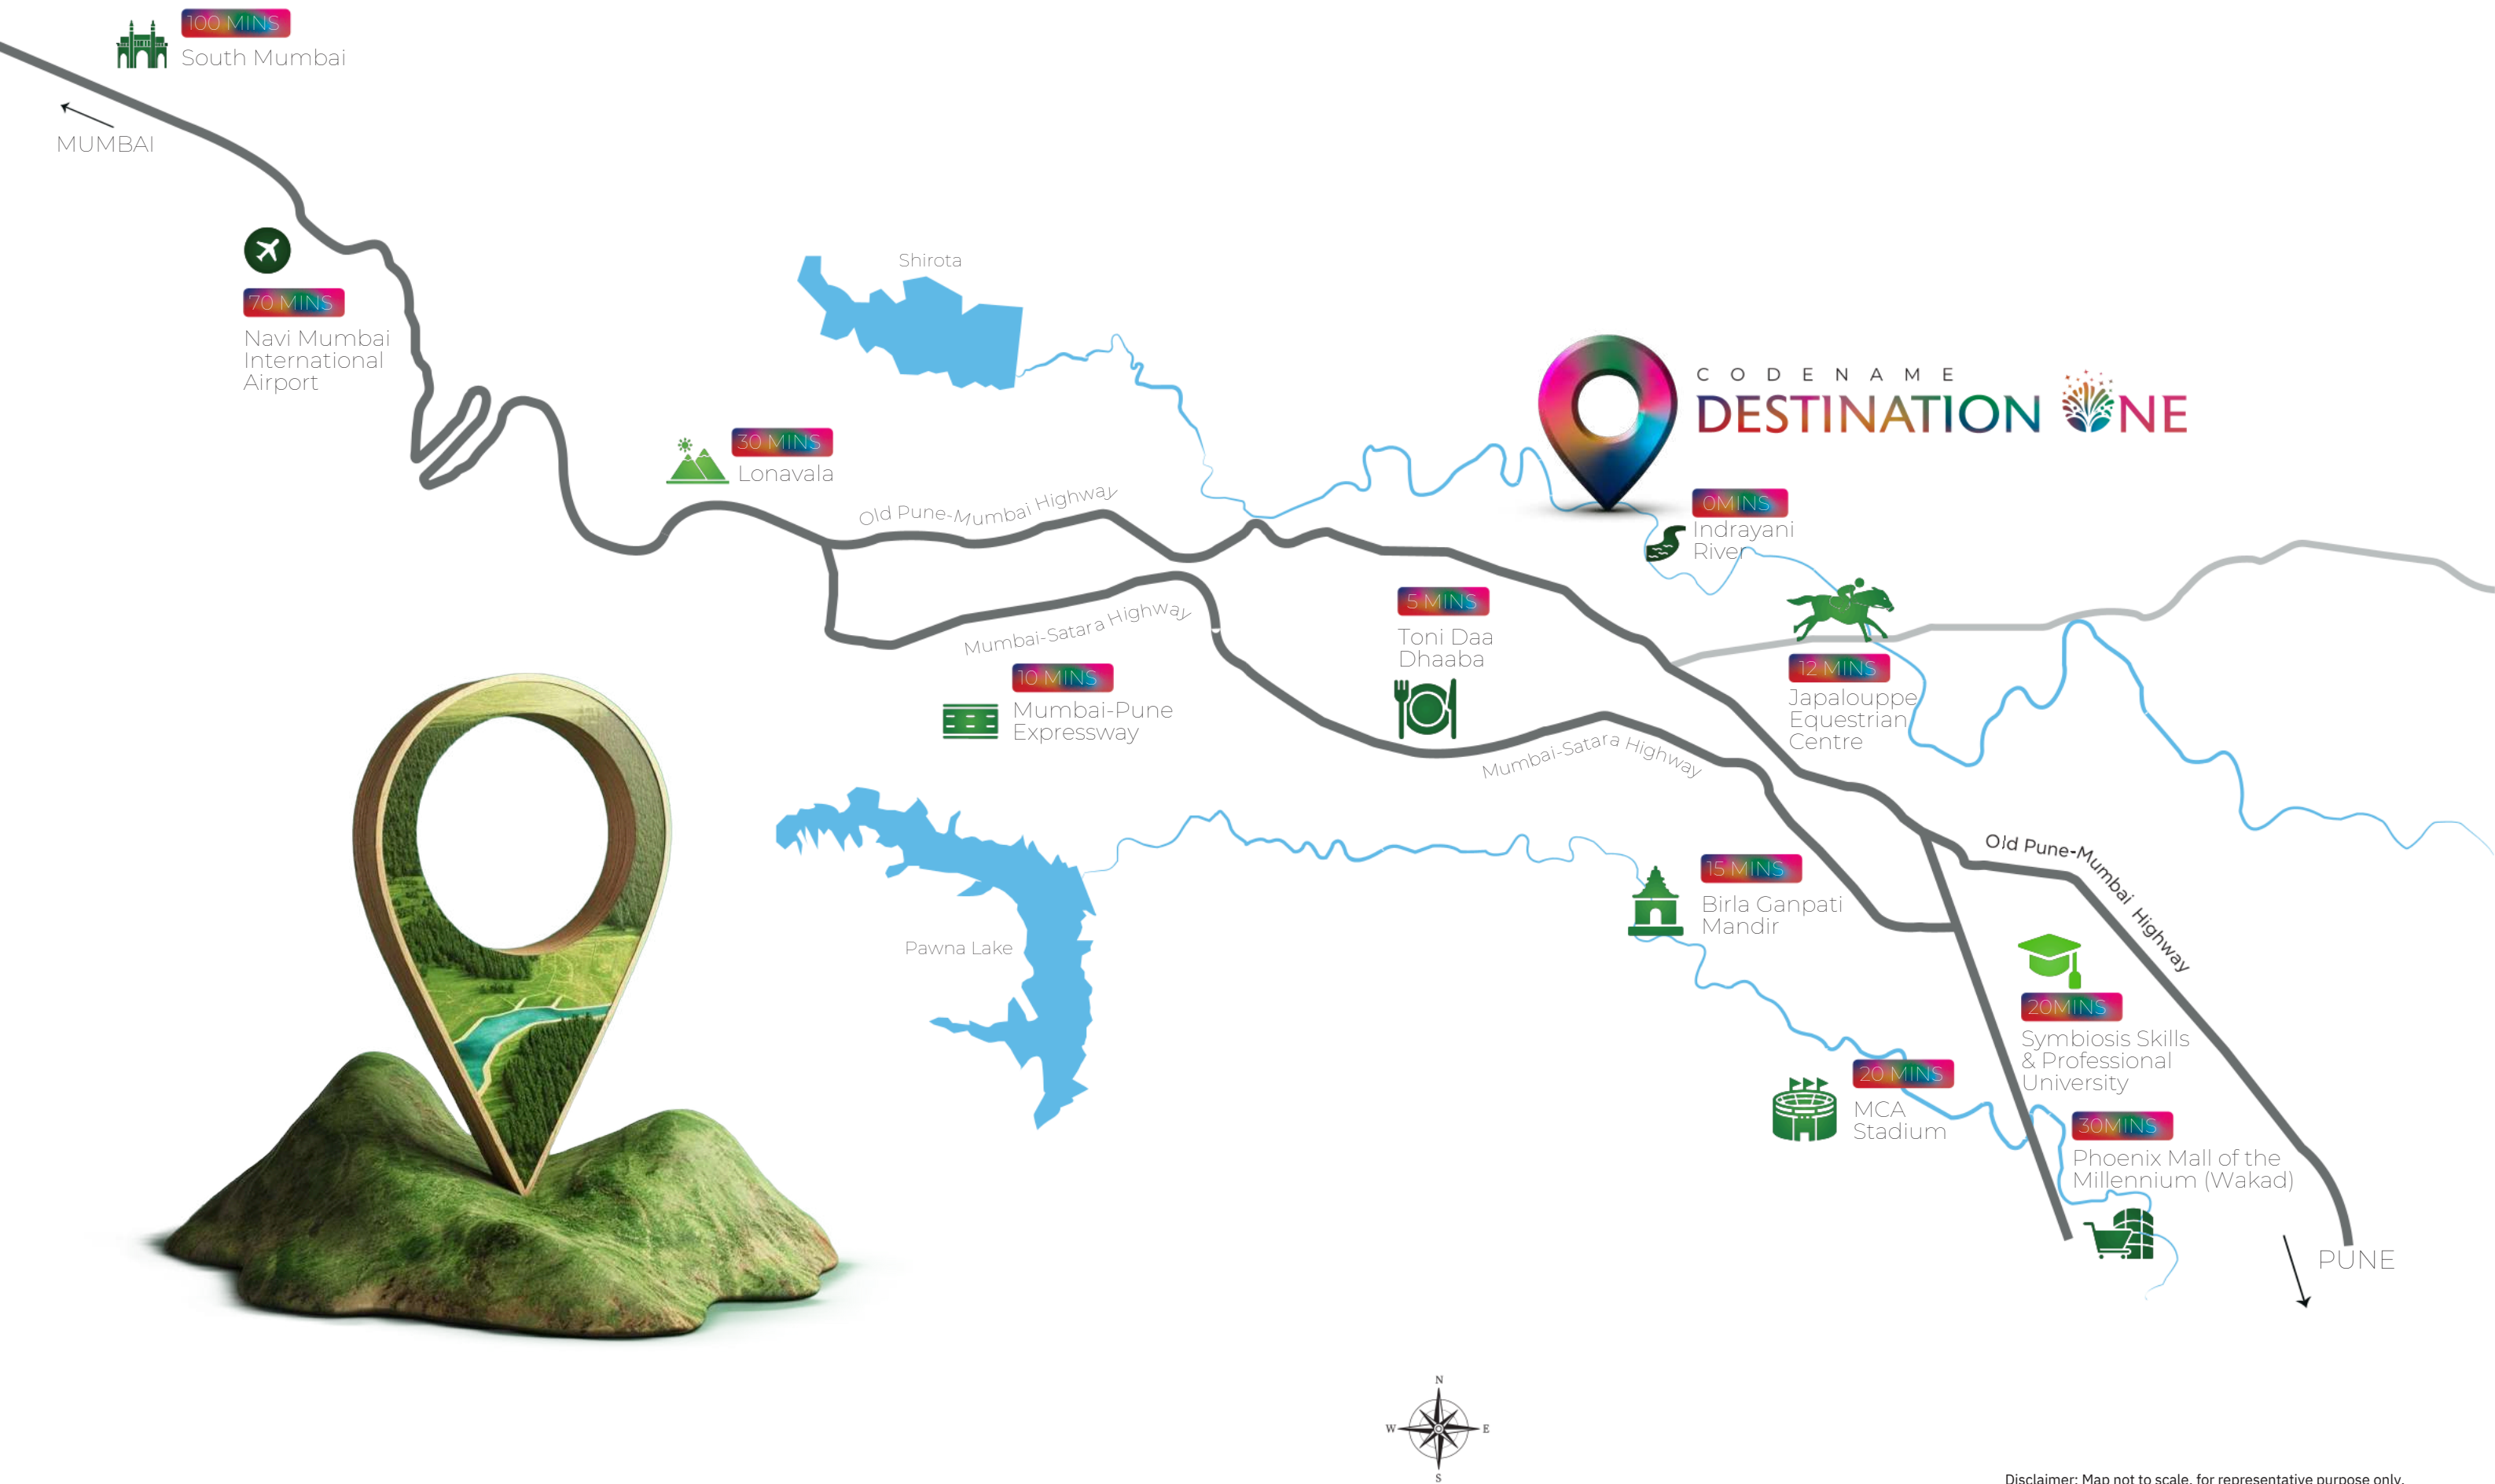 100 MINS
South Mumbai
MUMBAI
70 MINS
Navi Mumbai
International
Airport
Shirota
CODENAME
DESTINATION ONE
30 MINS
Lonavala
Old Pune-Mumbai Highway
0MINS
Indrayani
River
Mumbai-Satara Highway
5 MINS
Toni Daa
Dhaaba
10 MINS
Mumbai-Pune
Expressway
12 MINS
Japalouppe
Equestrian
Centre
Mumbai-Satara Highway
Old Pune-Mumbai Highway
15 MINS
Birla Ganpati
Mandir
Pawna Lake
20MINS
Symbiosis Skills
& Professional
University
20 MINS
MCA
Stadium
30MINS
Phoenix Mall of the
Millennium (Wakad)
PUNE
N
W
E
S
Disclaimer: Map not to scale, for representative purpose only.